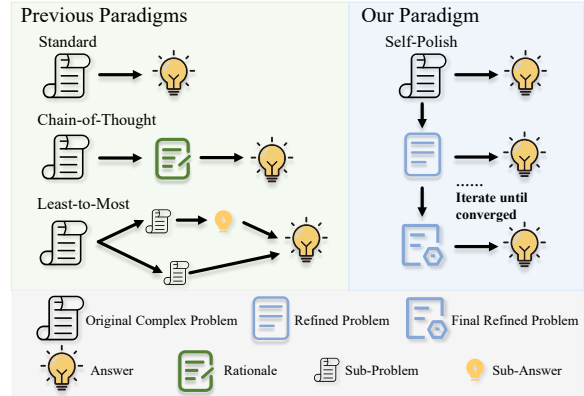 Previous Paradigms
Standard
Chain-of-Thought
Least-to-Most
Our Paradigm
Self-Polish
......
Iterate until
converged
Original Complex Problem
Refined Problem
Final Refined Problem
Answer
Rationale
Sub-Problem
Sub-Answer